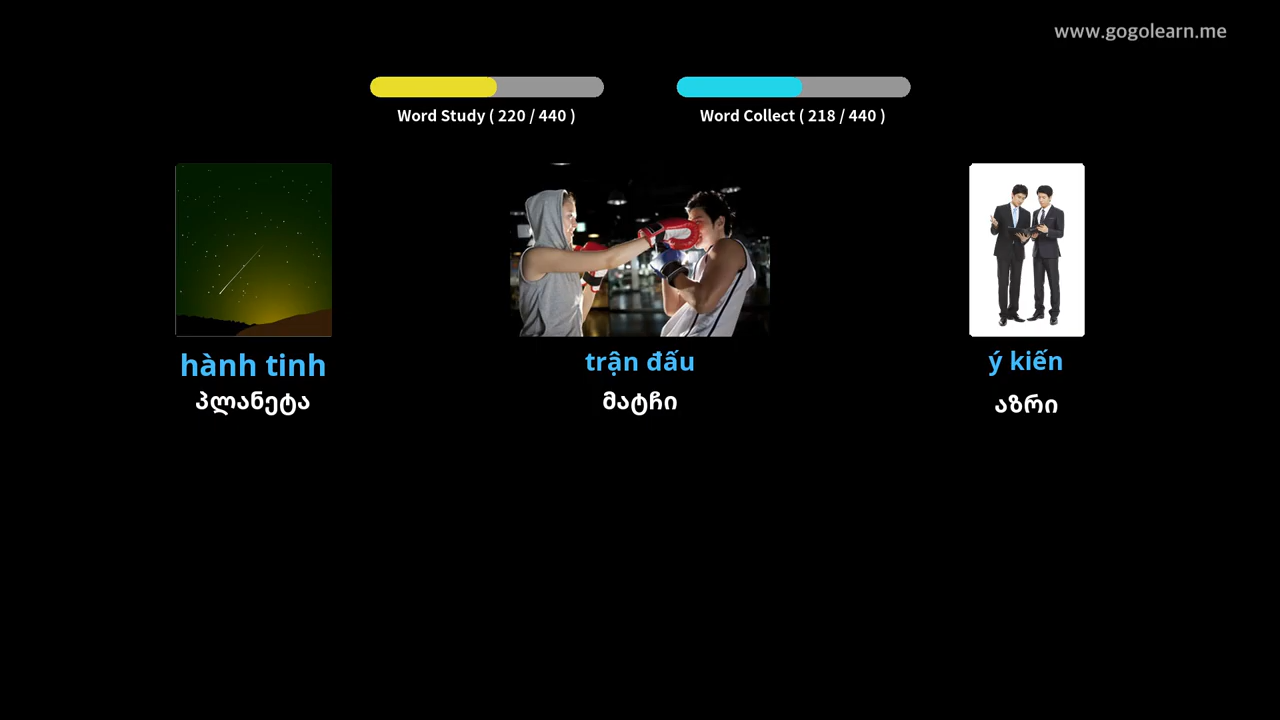 www.gogolearn.me
Word Study ( 220 / 440 )
Word Collect ( 218 / 440 )
hành tinh
პლანეტა
trận đấu
მატჩი
ý kiến
აზრი